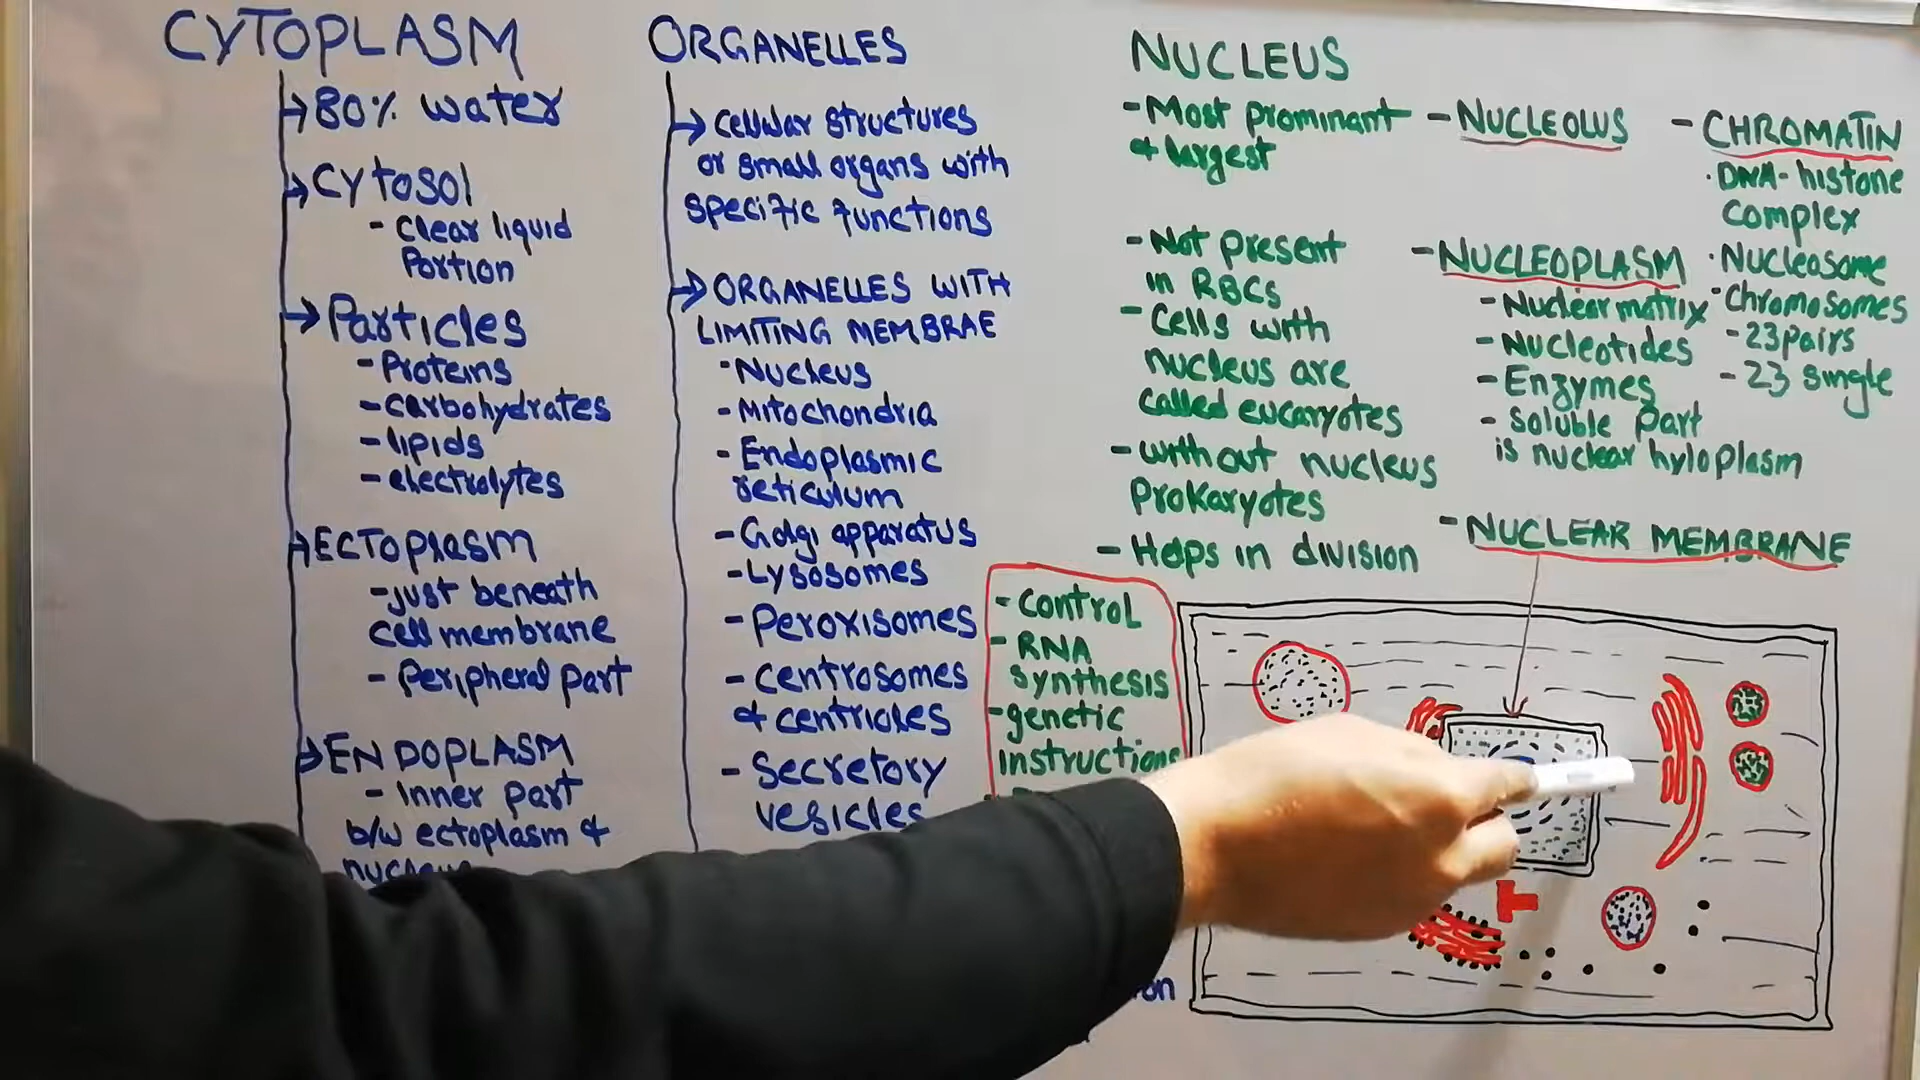 CYTOPLASM
80% water
Cytosol
- Clear liquid
Portion
Particles
- Proteins
- carbohydrates
- lipids
- electrolytes
ECTOPlasm
- just beneath
cell membrane
- Peripheral part
ENDOPLASM
- Inner part
b/w ectoplasm &
nucleus
ORGANELLES
cellular structures
or small organs with
specific functions
ORGANELLES WITH
LIMITING MEMBRAE
- Nucleus
- Mitochondria
- Endoplasmic
reticulum
- Golgi apparatus
- Lysosomes
- Peroxisomes
- Centrosomes
& centrioles
- Secretory
vesicles
NUCLEUS
- Most prominant
& largest
- Not present
in RBCs
- Cells with
nucleus are
called eucaryotes
- without nucleus
Prokaryotes
- Helps in division
- control
- RNA
synthesis
- genetic
instructions
- NUCLEOLUS
- NUCLEOPLASM
- Nuclear matrix
- Nucleotides
- Enzymes
- Soluble Part
is nuclear hyloplasm
- NUCLEAR MEMBRANE
- CHROMATIN
· DNA- histone
complex
· Nucleosome
· Chromosomes
- 23 pairs
- 23 single